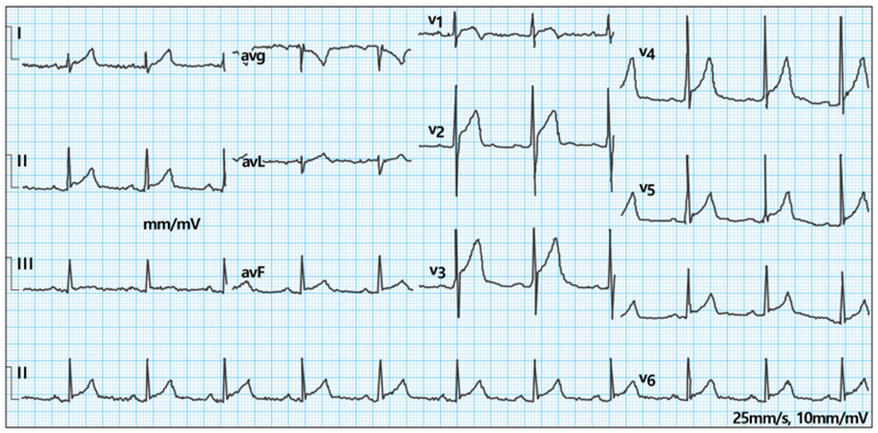 I
avg
v1
v4
II
avL
v2
v5
mm/mV
III
avF
v3
II
v6
25mm/s, 10mm/mV